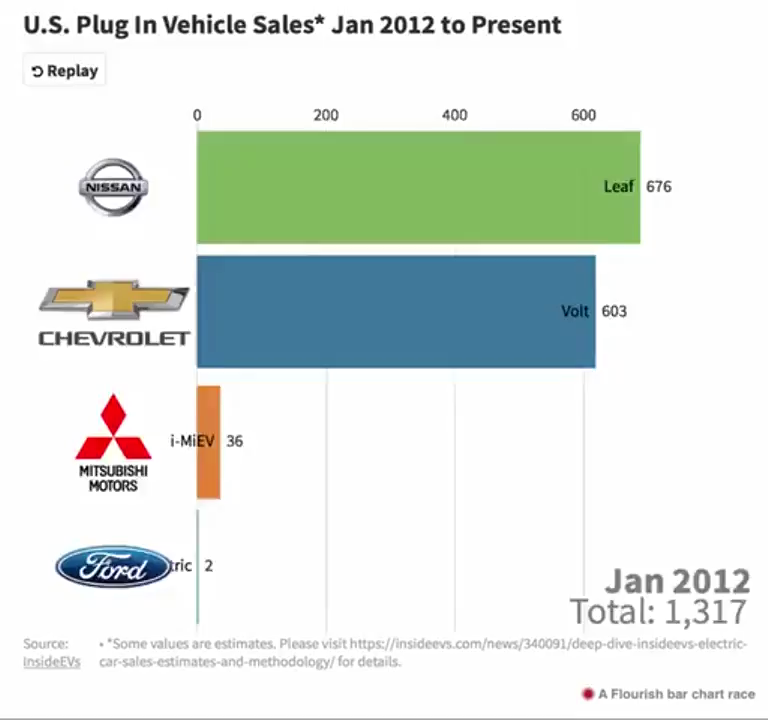 U.S. Plug In Vehicle Sales* Jan 2012 to Present
Replay
0 200 400 600
NISSAN
Leaf 676
CHEVROLET
Volt 603
MITSUBISHI
MOTORS
i-MiEV 36
Ford
tric 2
Jan 2012
Total: 1,317
Source: • *Some values are estimates. Please visit https://insideevs.com/news/340091/deep-dive-insideevs-electric-
InsideEVs car-sales-estimates-and-methodology/ for details.
A Flourish bar chart race